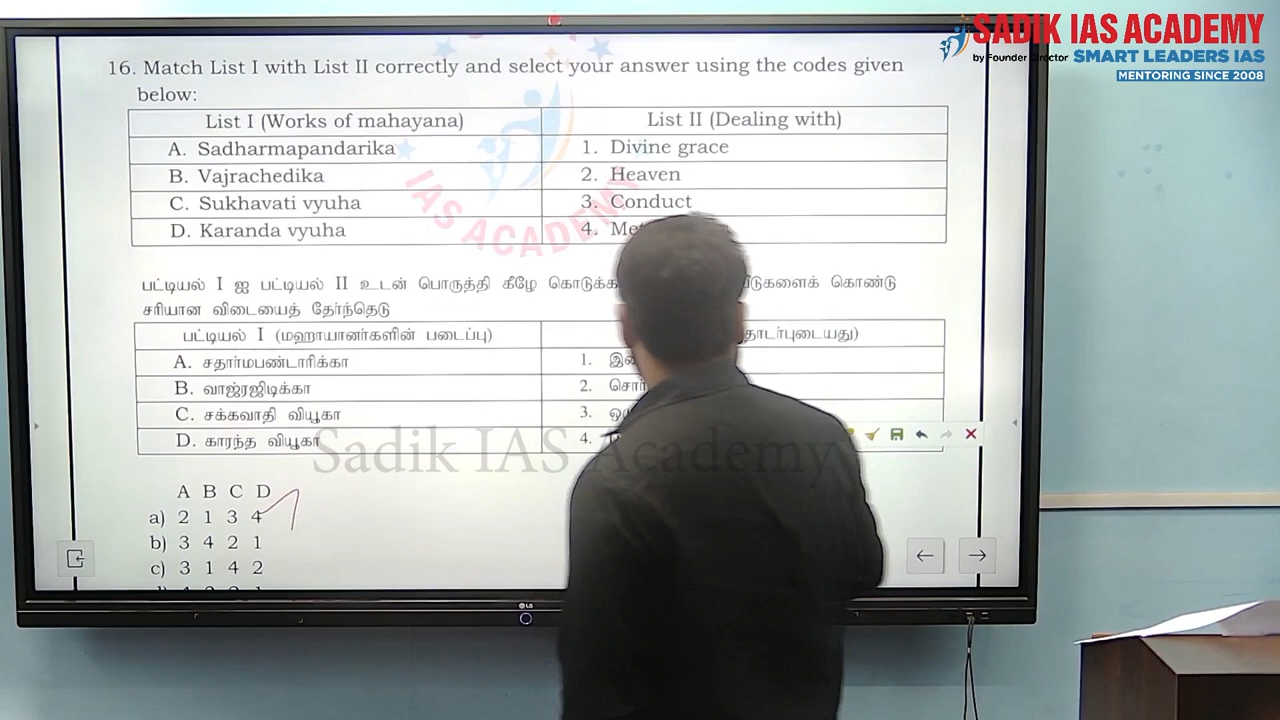 SADIK IAS ACADEMY
by Founder Director SMART LEADERS IAS
MENTORING SINCE 2008
16. Match List I with List II correctly and select your answer using the codes given
below:
List I (Works of mahayana) List II (Dealing with)
A. Sadharmapandarika 1. Divine grace
B. Vajrachedika 2. Heaven
C. Sukhavati vyuha 3. Conduct
D. Karanda vyuha 4.
IAS ACADEMY
பட்டியல் I ஐ பட்டியல் II உடன் பொருத்தி கீழே கொண்டு
சரியான விடையைத் தேர்ந்தெடு
பட்டியல் I (மஹாயானர்களின் படைப்பு)
A. சதார்மபண்டாரிக்கா 1.
B. வாஜ்ரஜிடிக்கா 2.
C. சக்கவாதி வியூகா 3.
D. காரந்த வியூகா 4.
Sadik IAS Academy
A B C D
a) 2 1 3 4
b) 3 4 2 1
c) 3 1 4 2
LG